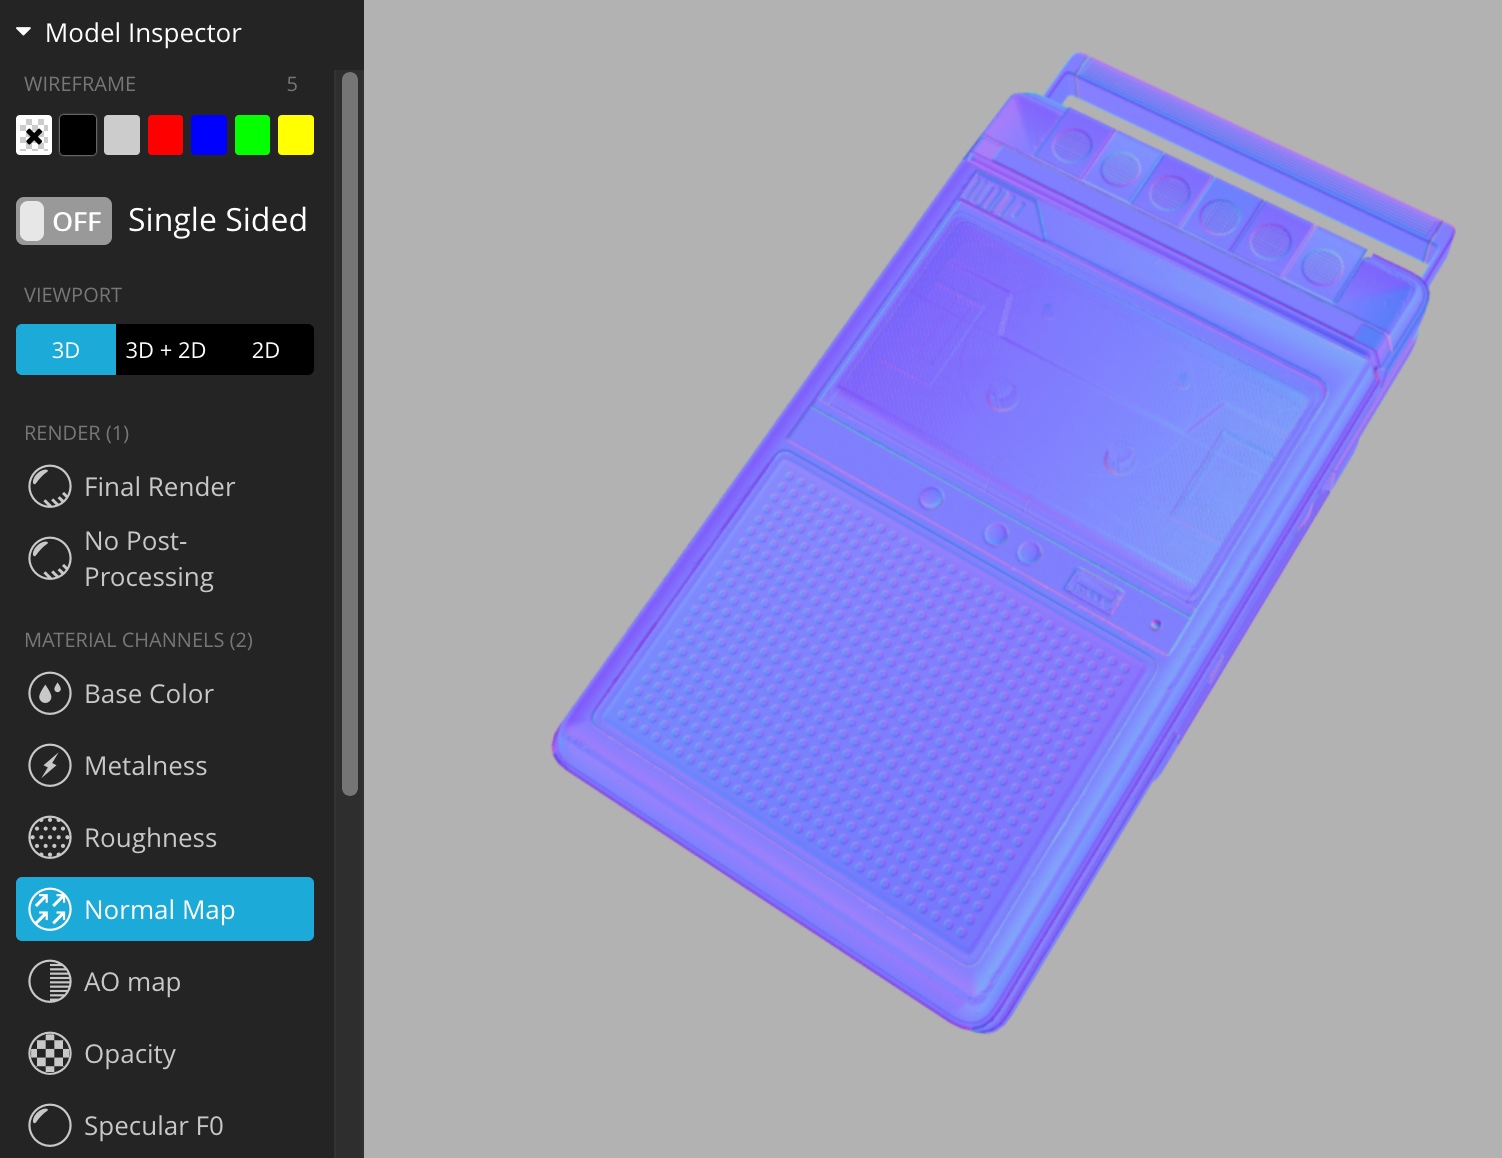 Model Inspector
WIREFRAME 5
OFF Single Sided
VIEWPORT
3D 3D + 2D 2D
RENDER (1)
Final Render
No Post-
Processing
MATERIAL CHANNELS (2)
Base Color
Metalness
Roughness
Normal Map
AO map
Opacity
Specular F0